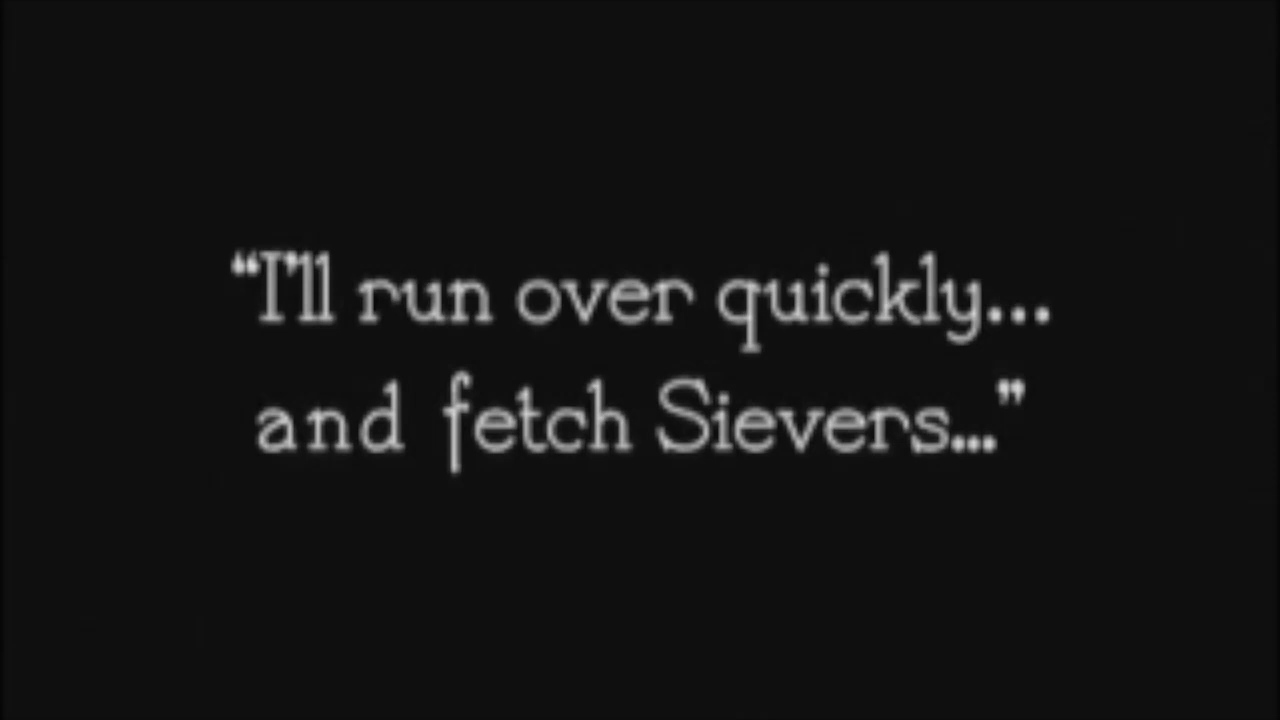 “I’ll run over quickly...
and fetch Sievers...”